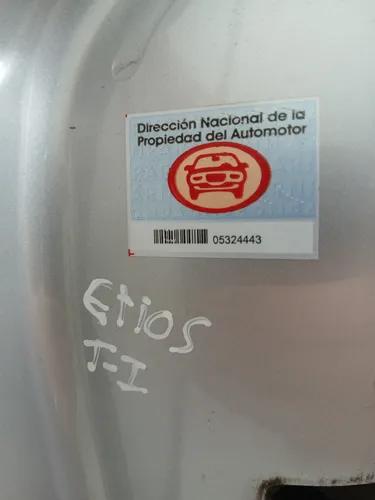 Dirección Nacional de la
Propiedad del Automotor
05324443
Etios
T-I